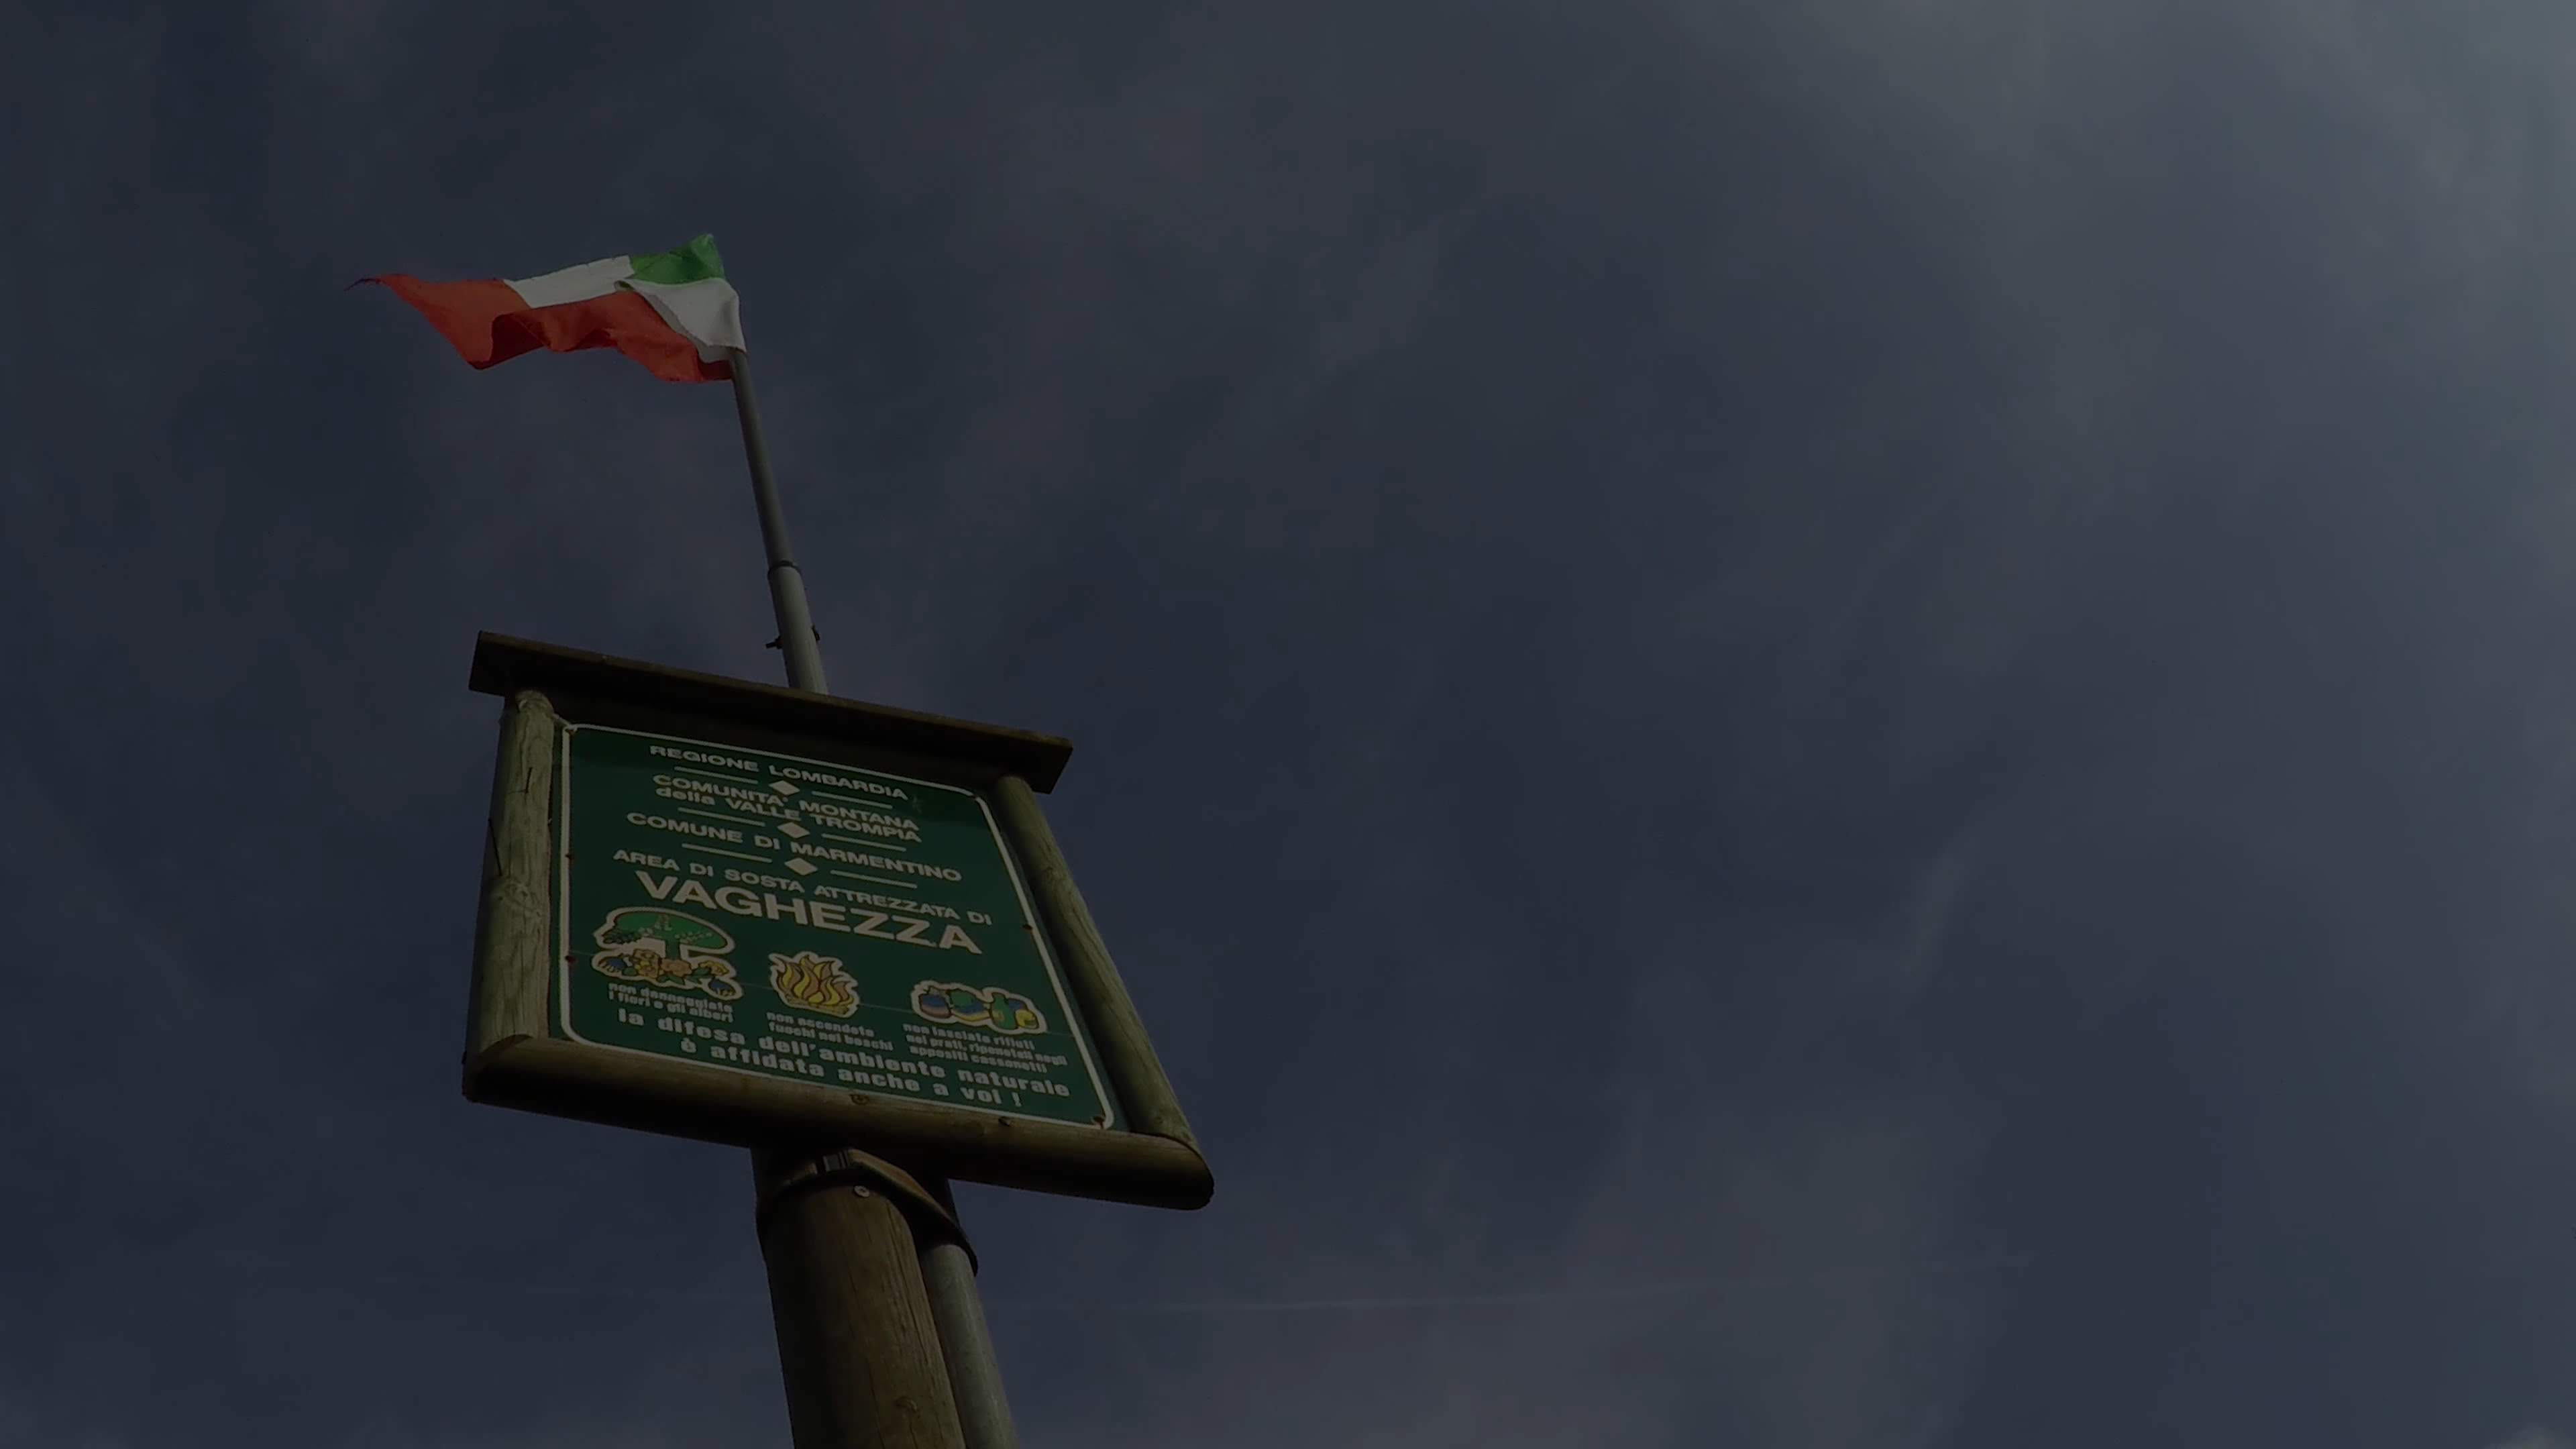 REGIONE LOMBARDIA
COMUNITA' MONTANA
della VALLE TROMPIA
COMUNE DI MARMENTINO
AREA DI SOSTA ATTREZZATA DI
VAGHEZZA
non danneggiate
i fiori e gli alberi
non accendete
fuochi nei boschi
non lasciate rifiuti
nei prati, riponeteli negli
appositi cassonetti
la difesa dell'ambiente naturale
è affidata anche a voi !